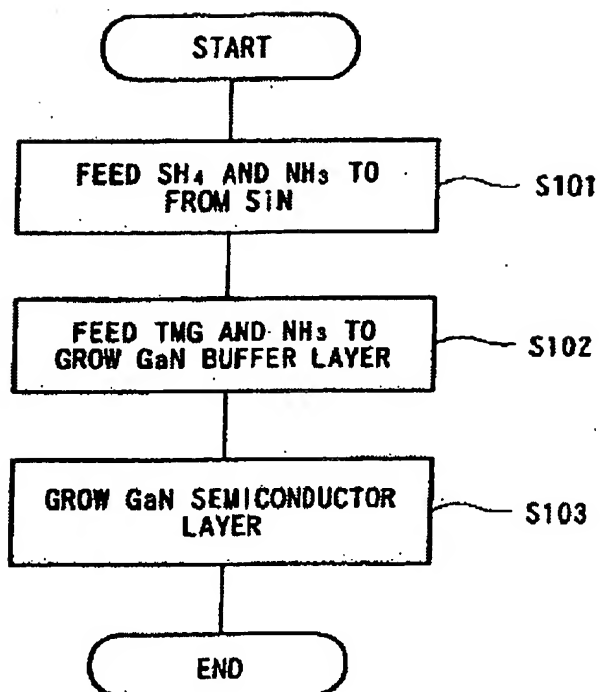 START
FEED SH₄ AND NH₃ TO
FROM SiN
S101
FEED TMG AND NH₃ TO
GROW GaN BUFFER LAYER
S102
GROW GaN SEMICONDUCTOR
LAYER
S103
END